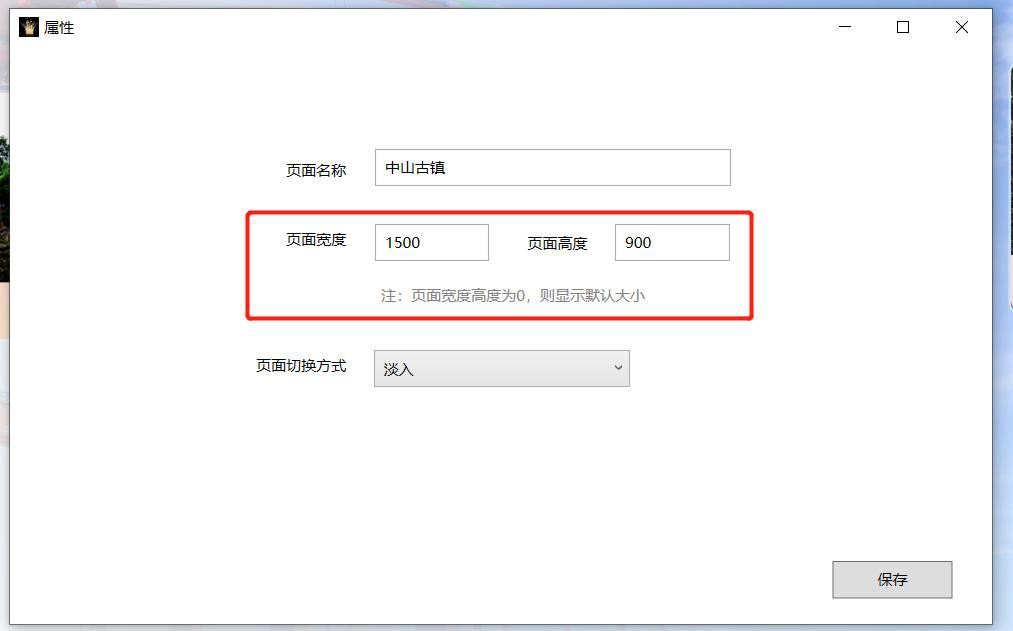 属性
页面名称 中山古镇
页面宽度 1500 页面高度 900
注：页面宽度高度为0，则显示默认大小
页面切换方式 淡入
保存